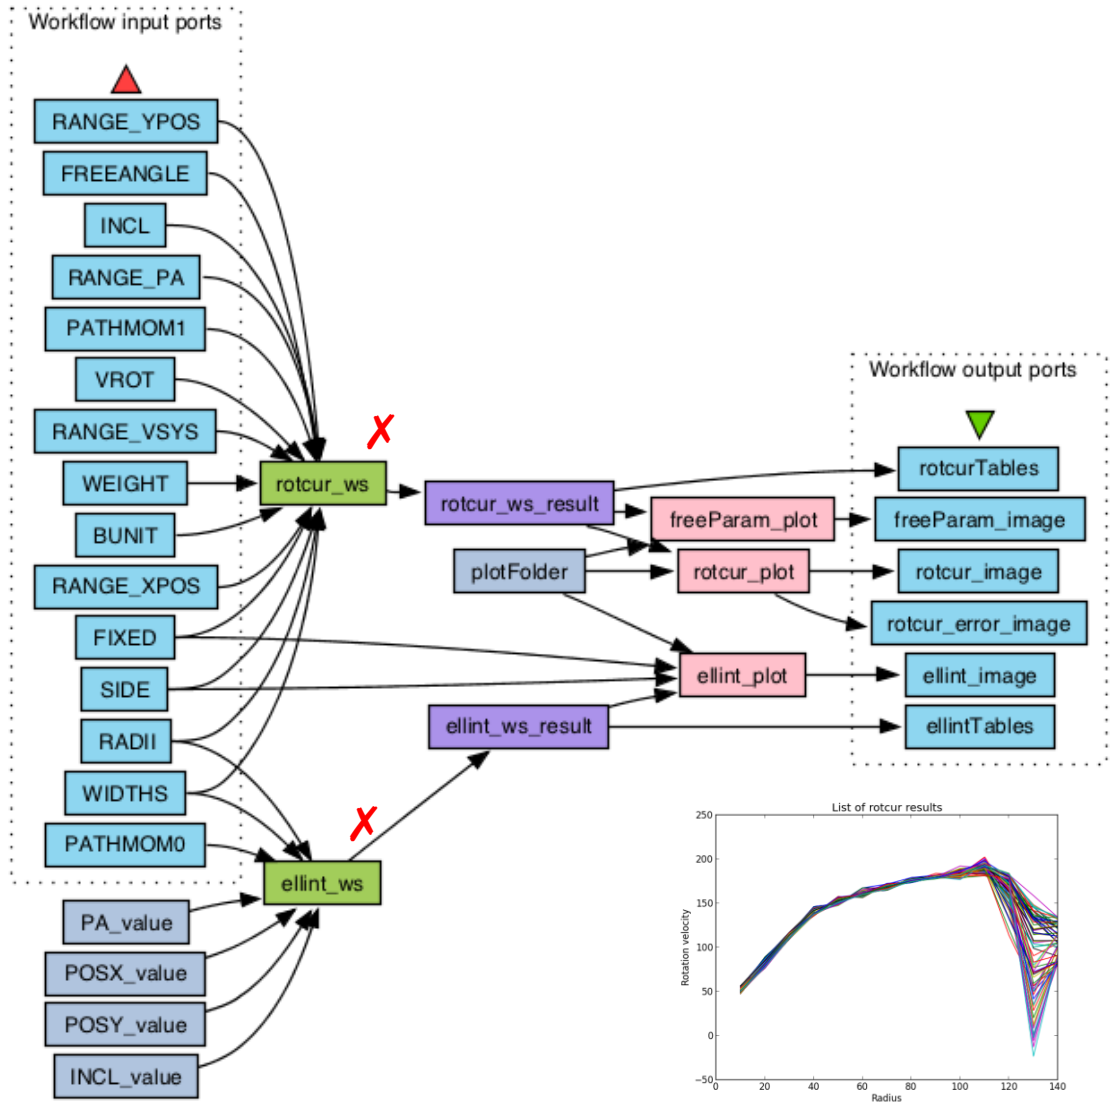 Workflow input ports
RANGE_YPOS
FREEANGLE
INCL
RANGE_PA
PATHMOM1
VROT
RANGE_VSYS
WEIGHT
BUNIT
RANGE_XPOS
FIXED
SIDE
RADII
WIDTHS
PATHMOM0
PA_value
POSX_value
POSY_value
INCL_value
✗
rotcur_ws
✗
ellint_ws
rotcur_ws_result
plotFolder
ellint_ws_result
freeParam_plot
rotcur_plot
ellint_plot
Workflow output ports
rotcurTables
freeParam_image
rotcur_image
rotcur_error_image
ellint_image
ellintTables
List of rotcur results
Rotation velocity
250
200
150
100
50
0
−50
0 20 40 60 80 100 120 140
Radius